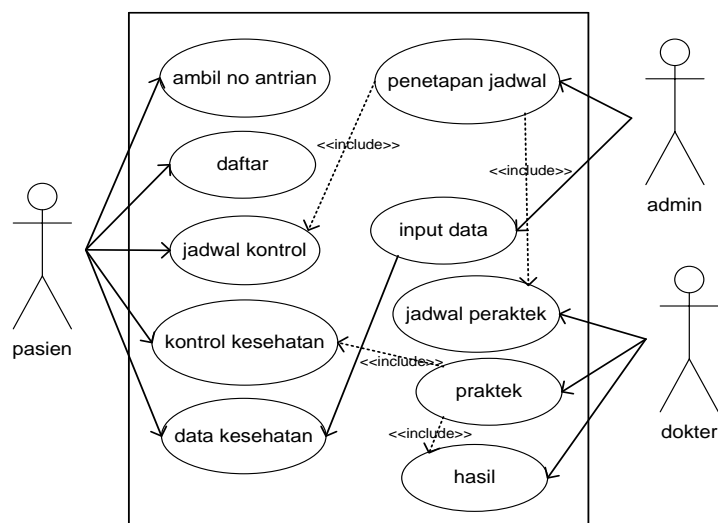 ambil no antrian
penetapan jadwal
<<include>>
daftar
<<include>>
admin
input data
jadwal kontrol
jadwal peraktek
kontrol kesehatan
pasien
<<include>>
praktek
data kesehatan
<<include>>
dokter
hasil